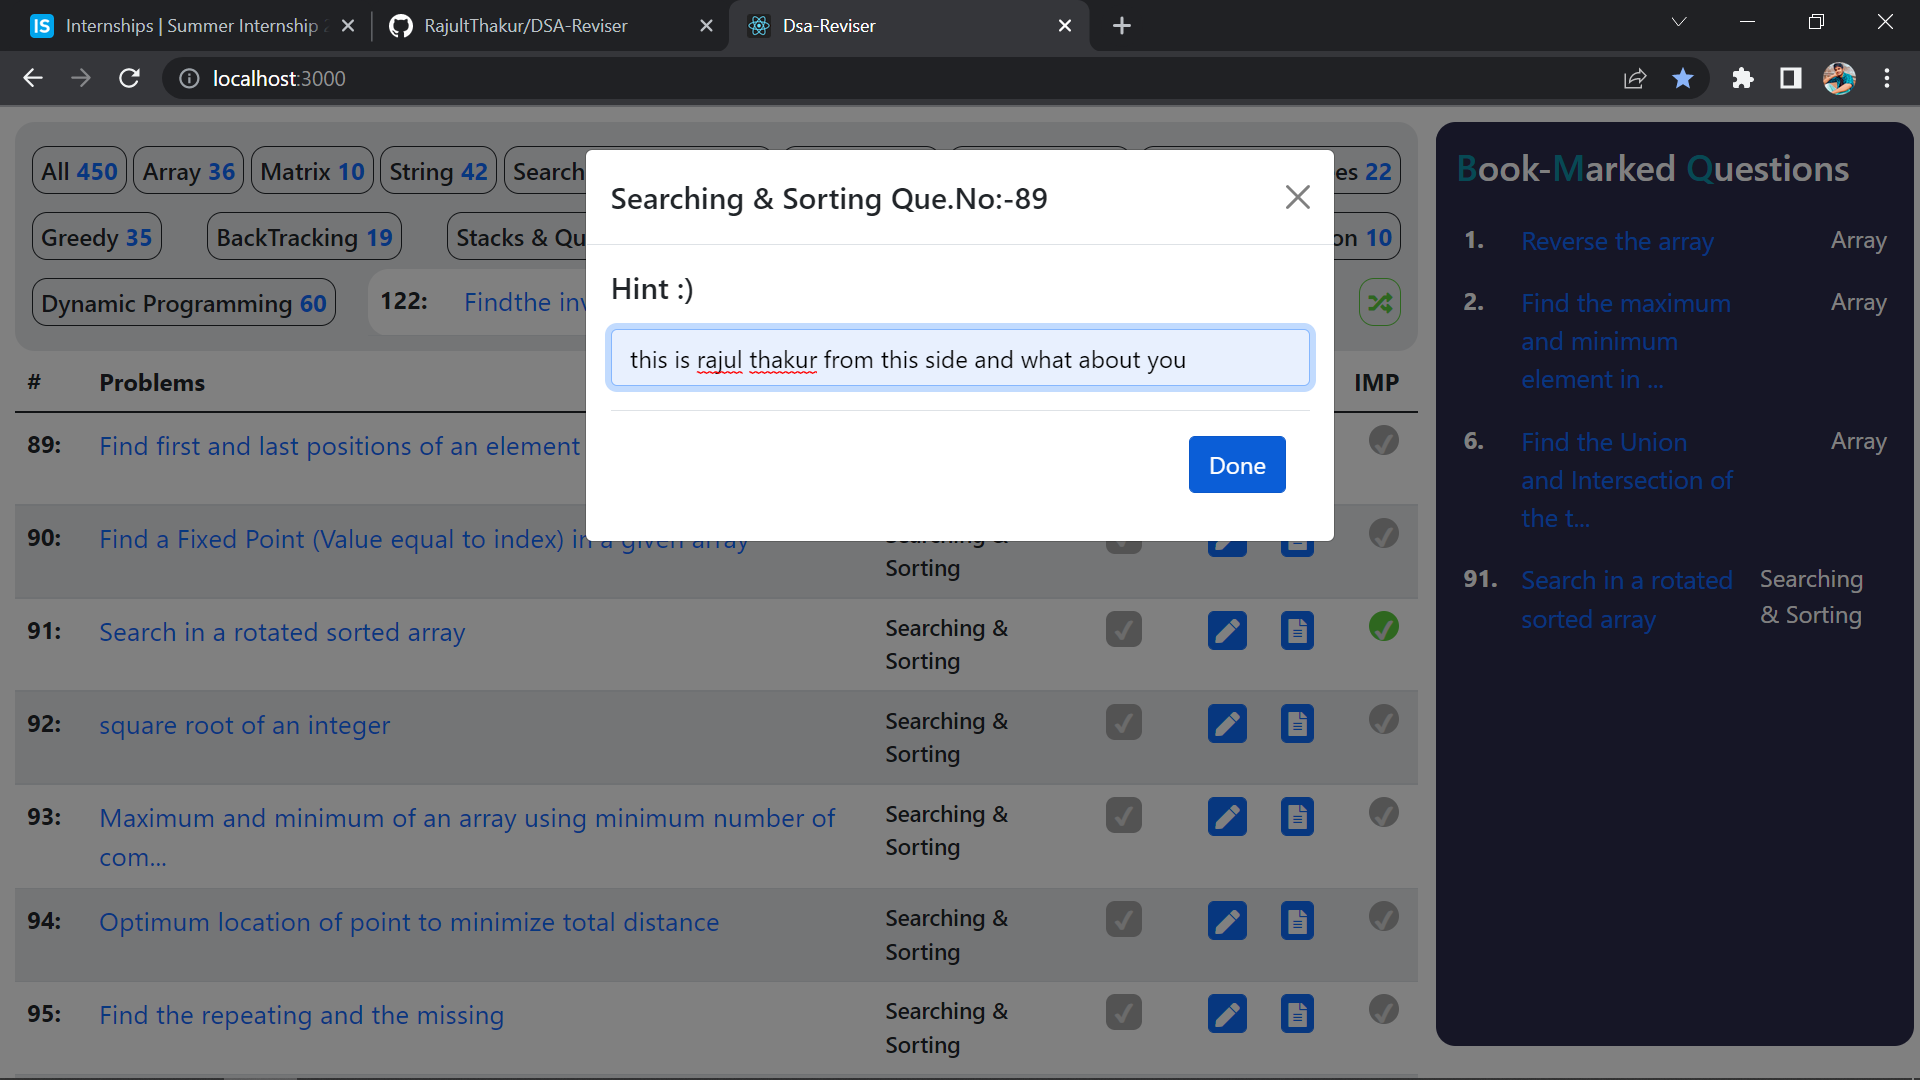 Internships | Summer Internship
RajultThakur/DSA-Reviser
Dsa-Reviser
localhost:3000
All 450
Array 36
Matrix 10
String 42
Search
es 22
Greedy 35
BackTracking 19
Stacks & Qu
on 10
Dynamic Programming 60
122:
Findthe inv
Searching & Sorting Que.No:-89
Hint :)
this is rajul thakur from this side and what about you
Done
# Problems IMP
89: Find first and last positions of an element
90: Find a Fixed Point (Value equal to index) in a given array
Searching &
Sorting
91: Search in a rotated sorted array
Searching &
Sorting
92: square root of an integer
Searching &
Sorting
93: Maximum and minimum of an array using minimum number of
com...
Searching &
Sorting
94: Optimum location of point to minimize total distance
Searching &
Sorting
95: Find the repeating and the missing
Searching &
Sorting
Book-Marked Questions
1. Reverse the array Array
2. Find the maximum Array
and minimum
element in ...
6. Find the Union Array
and Intersection of
the t...
91. Search in a rotated Searching
sorted array & Sorting